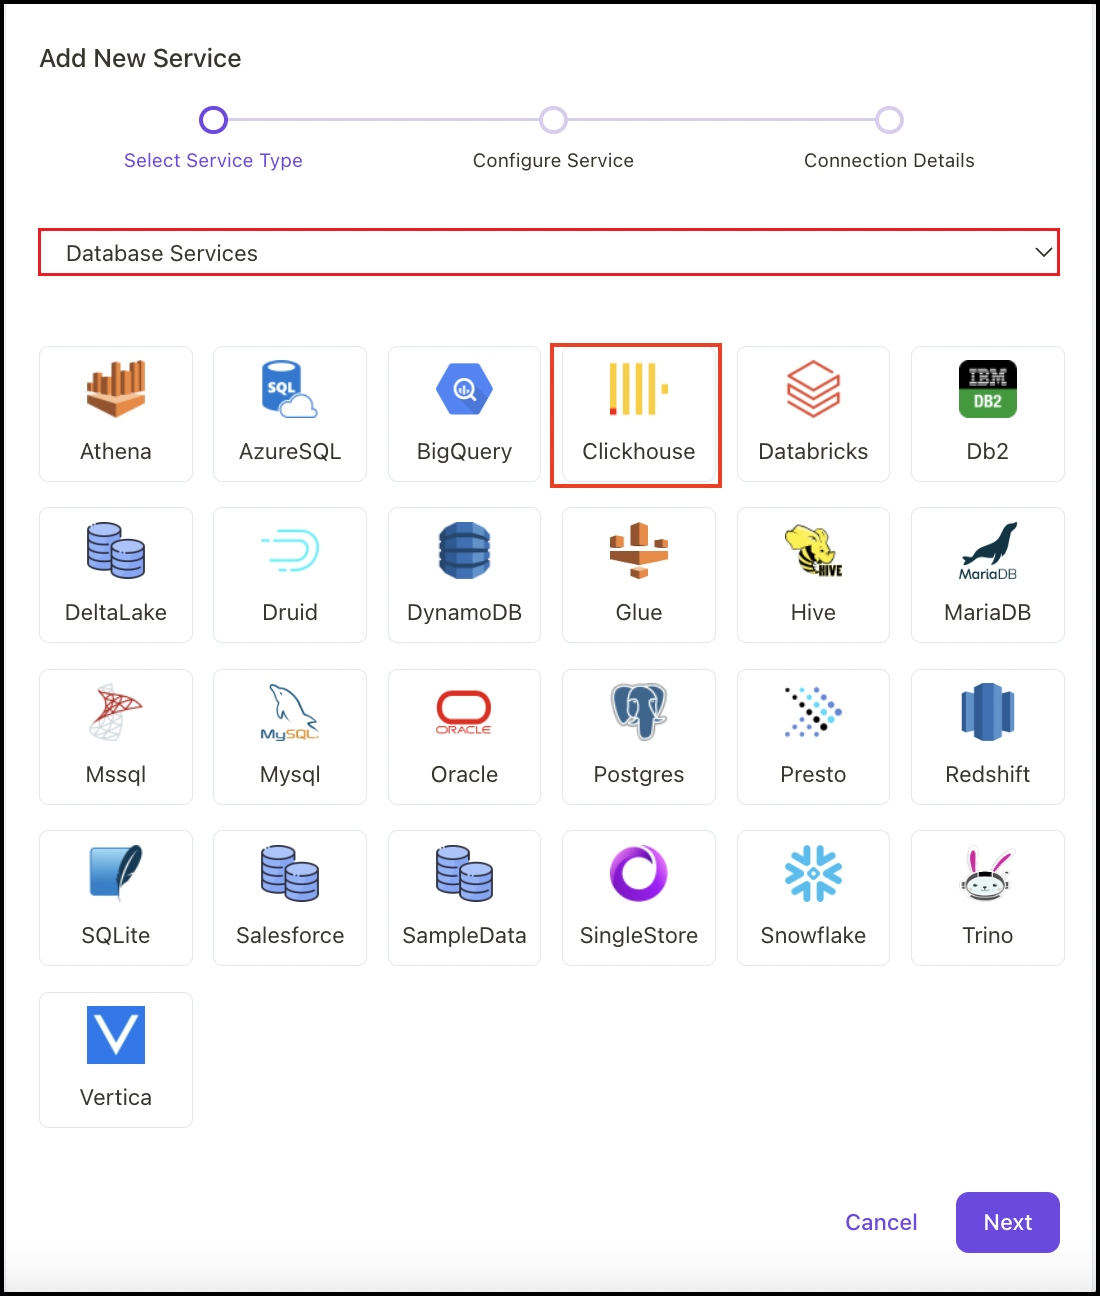 Add New Service
Select Service Type Configure Service Connection Details
Database Services
SQL IBM DB2
Athena AzureSQL BigQuery Clickhouse Databricks Db2
HIVE MariaDB
DeltaLake Druid DynamoDB Glue Hive MariaDB
MySQL ORACLE
Mssql Mysql Oracle Postgres Presto Redshift
SQLite Salesforce SampleData SingleStore Snowflake Trino
V
Vertica
Cancel Next